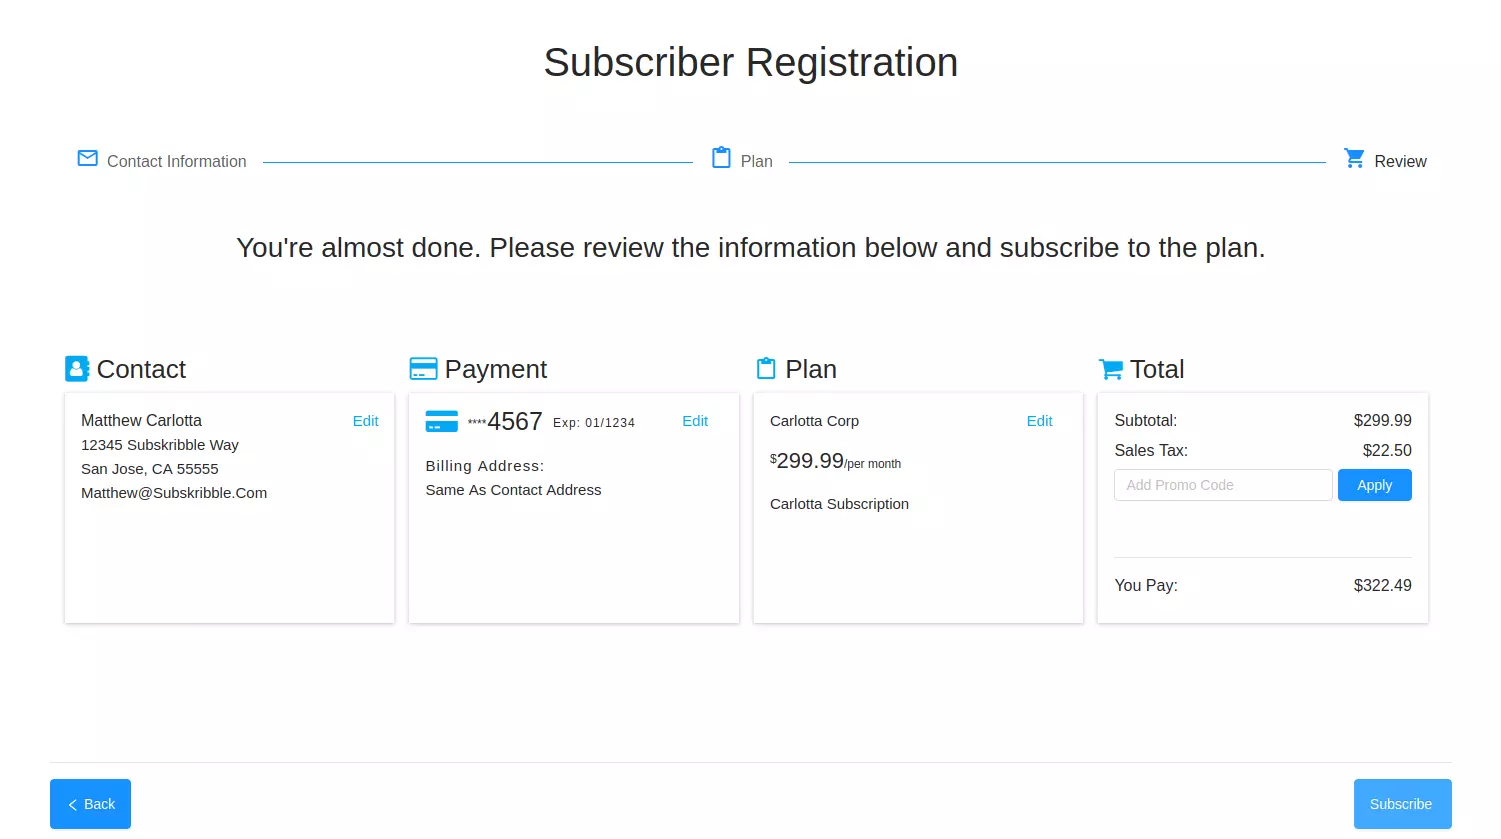 Subscriber Registration
Contact Information
Plan
Review
You're almost done. Please review the information below and subscribe to the plan.
Contact
Matthew Carlotta
Edit
12345 Subskribble Way
San Jose, CA 55555
Matthew@Subskribble.Com
Payment
****4567 Exp: 01/1234
Edit
Billing Address:
Same As Contact Address
Plan
Carlotta Corp
Edit
$299.99/per month
Carlotta Subscription
Total
Subtotal: $299.99
Sales Tax: $22.50
Add Promo Code
Apply
You Pay: $322.49
Back
Subscribe